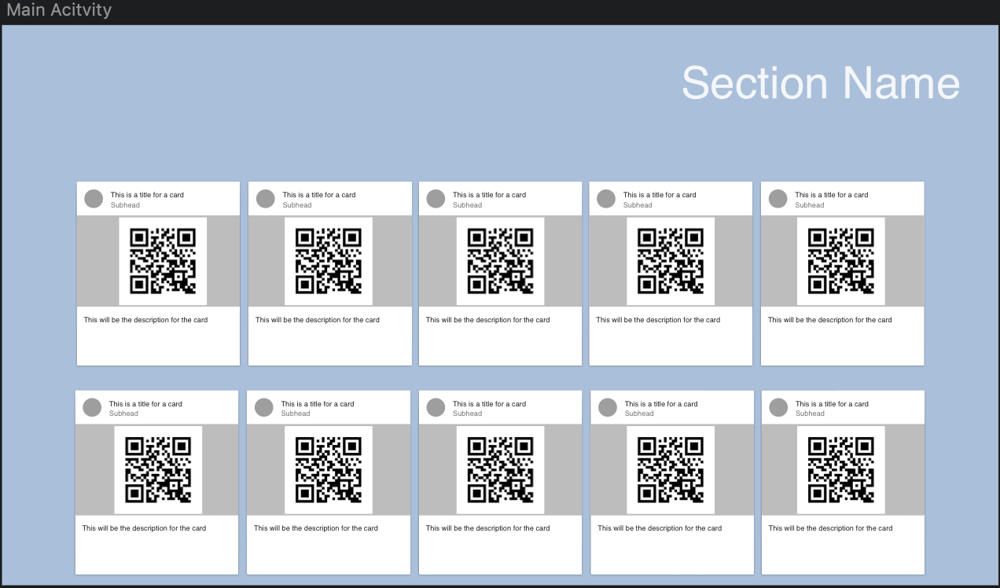 Main Acitvity
Section Name
This is a title for a card
Subhead
This will be the description for the card
This is a title for a card
Subhead
This will be the description for the card
This is a title for a card
Subhead
This will be the description for the card
This is a title for a card
Subhead
This will be the description for the card
This is a title for a card
Subhead
This will be the description for the card
This is a title for a card
Subhead
This will be the description for the card
This is a title for a card
Subhead
This will be the description for the card
This is a title for a card
Subhead
This will be the description for the card
This is a title for a card
Subhead
This will be the description for the card
This is a title for a card
Subhead
This will be the description for the card